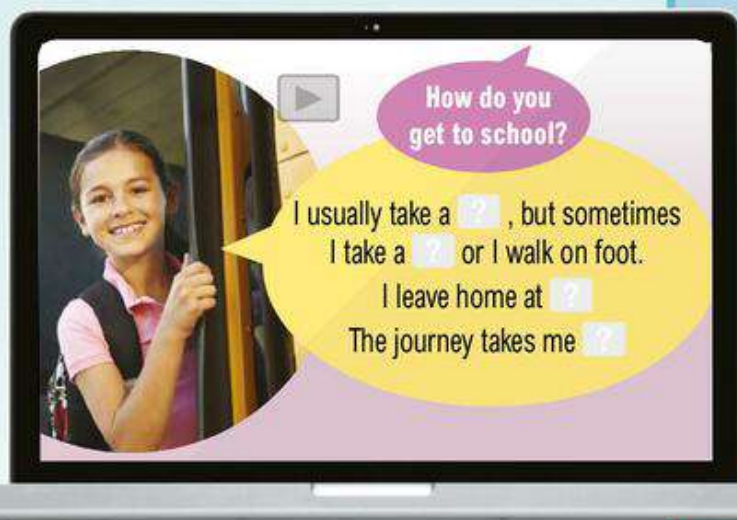 How do you
get to school?
I usually take a ? , but sometimes
I take a ? or I walk on foot.
I leave home at ?
The journey takes me ?